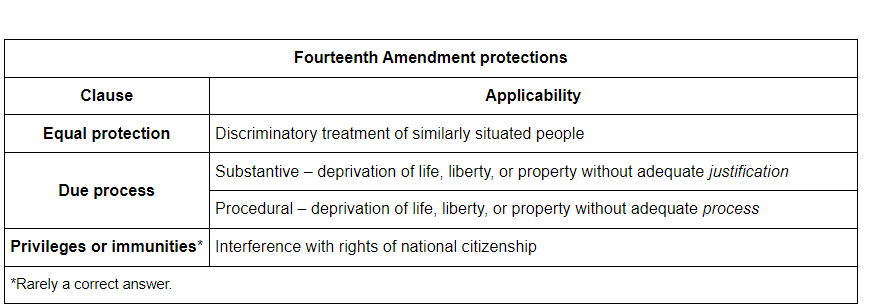 Fourteenth Amendment protections
Clause
Applicability
Equal protection
Discriminatory treatment of similarly situated people
Due process
Substantive – deprivation of life, liberty, or property without adequate justification
Procedural – deprivation of life, liberty, or property without adequate process
Privileges or immunities*
Interference with rights of national citizenship
*Rarely a correct answer.